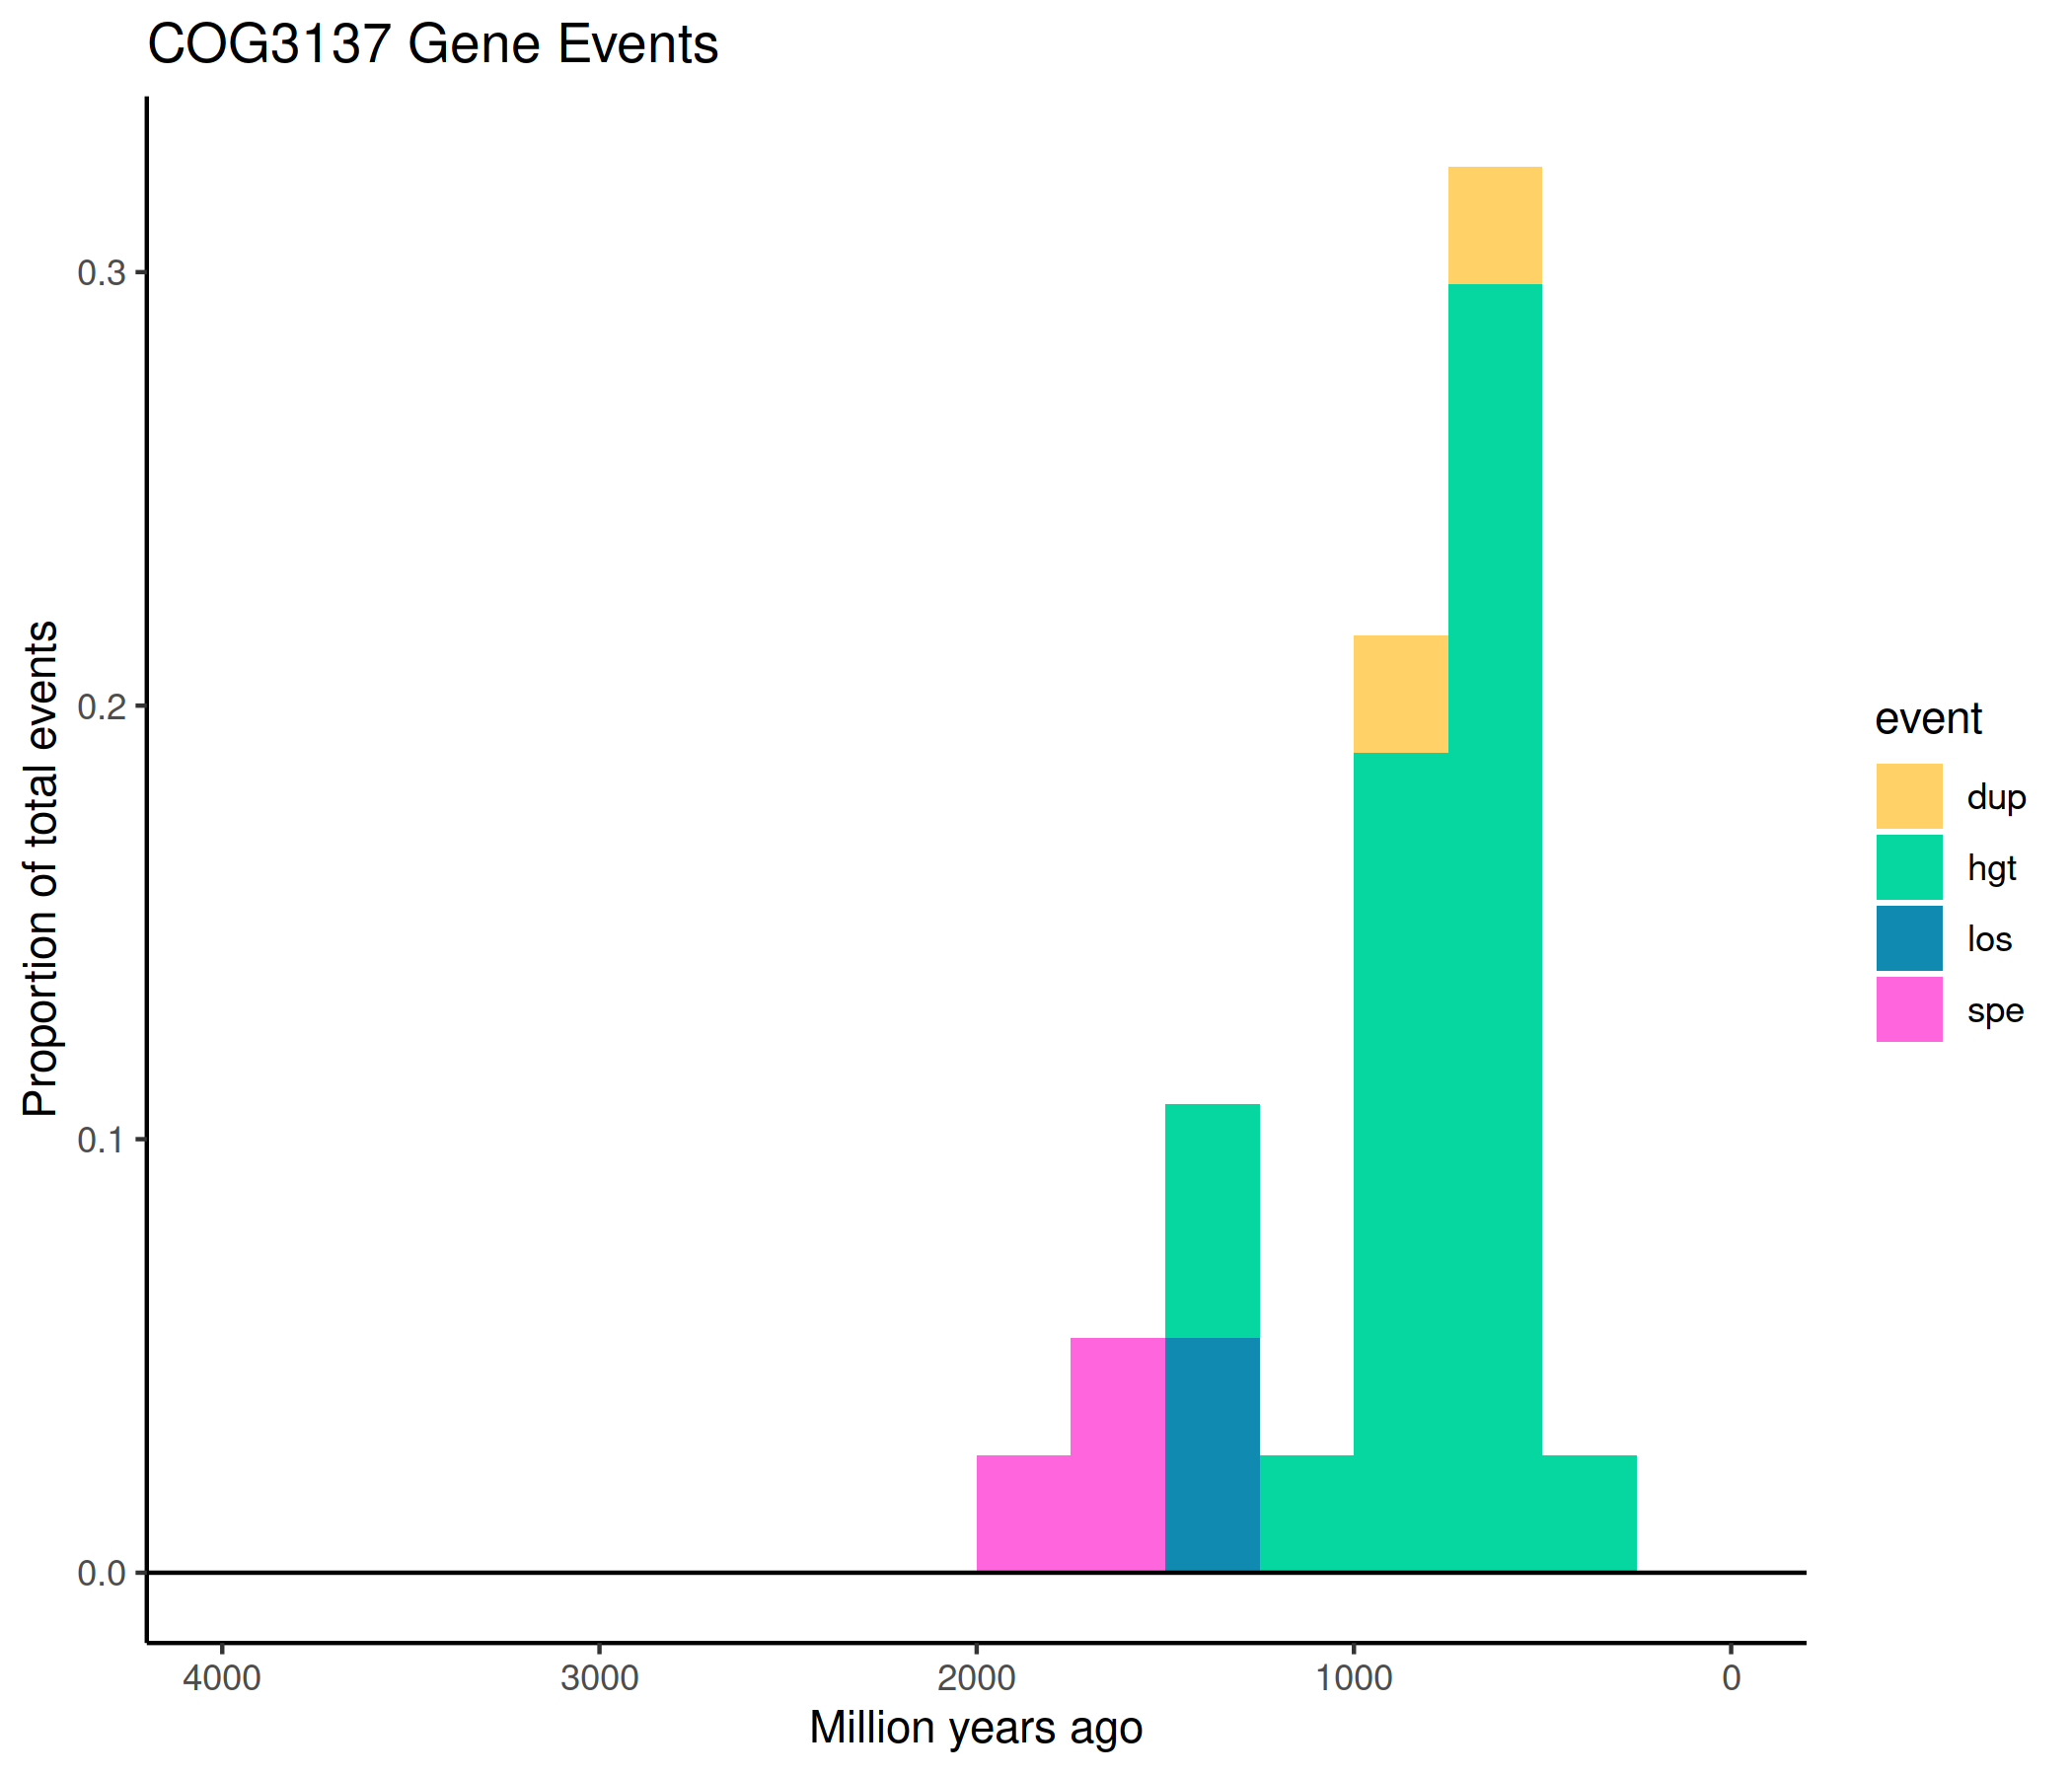 COG3137 Gene Events
Proportion of total events
0.3
0.2
0.1
0.0
4000 3000 2000 1000 0
Million years ago
event
dup
hgt
los
spe